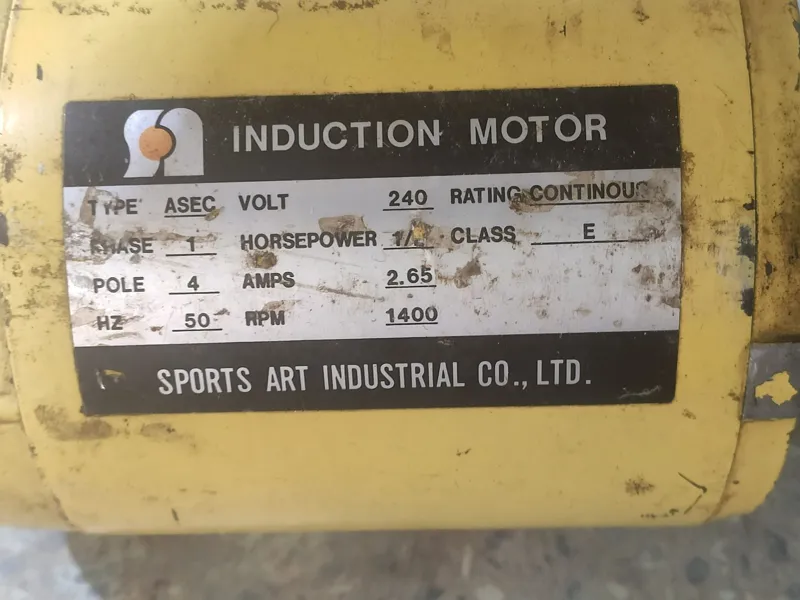 INDUCTION MOTOR
TYPE ASEC VOLT 240 RATING CONTINOUS
PHASE 1 HORSEPOWER CLASS E
POLE 4 AMPS 2.65
HZ 50 RPM 1400
SPORTS ART INDUSTRIAL CO., LTD.